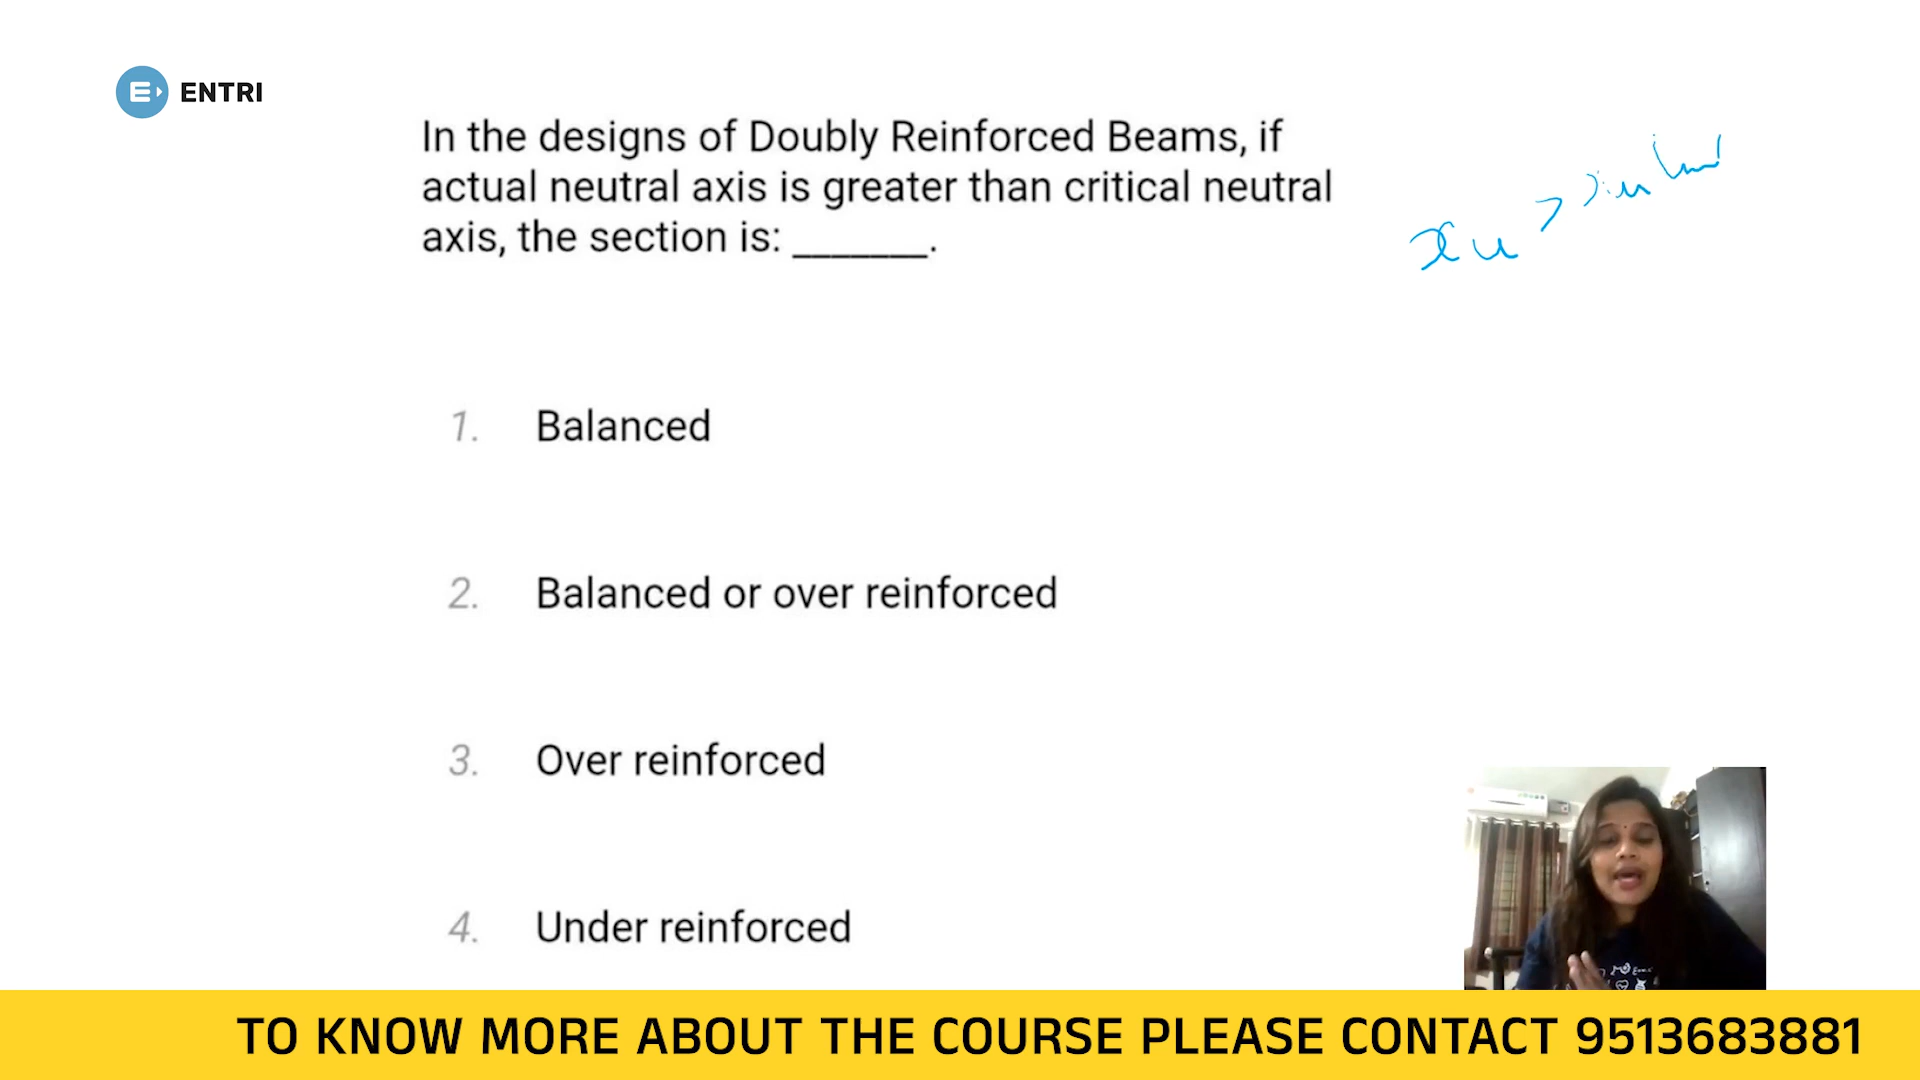 ENTRI
In the designs of Doubly Reinforced Beams, if
actual neutral axis is greater than critical neutral
axis, the section is: _______.
xu >
1. Balanced
2. Balanced or over reinforced
3. Over reinforced
4. Under reinforced
TO KNOW MORE ABOUT THE COURSE PLEASE CONTACT 9513683881